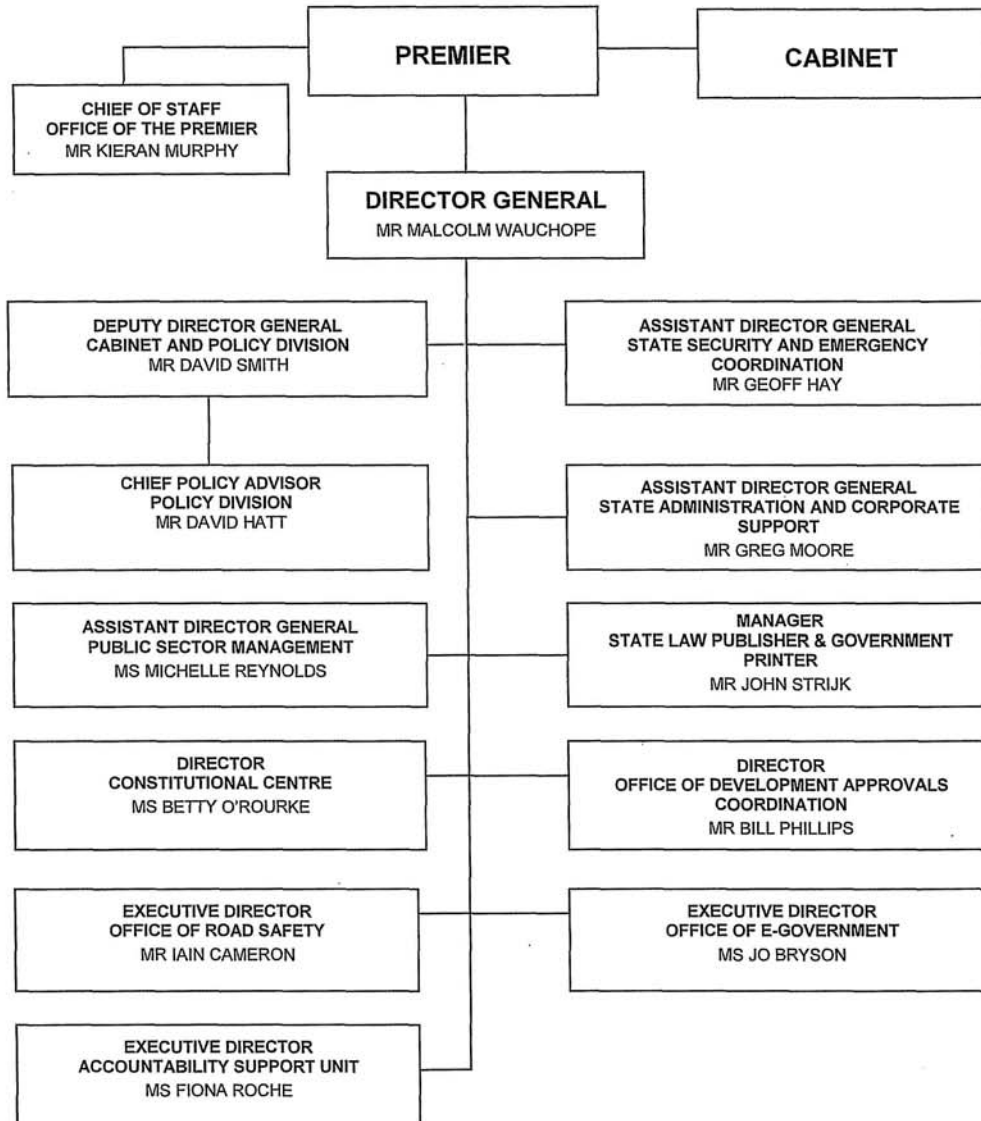 PREMIER
CABINET
CHIEF OF STAFF
OFFICE OF THE PREMIER
MR KIERAN MURPHY
DIRECTOR GENERAL
MR MALCOLM WAUCHOPE
DEPUTY DIRECTOR GENERAL
CABINET AND POLICY DIVISION
MR DAVID SMITH
ASSISTANT DIRECTOR GENERAL
STATE SECURITY AND EMERGENCY
COORDINATION
MR GEOFF HAY
CHIEF POLICY ADVISOR
POLICY DIVISION
MR DAVID HATT
ASSISTANT DIRECTOR GENERAL
STATE ADMINISTRATION AND CORPORATE
SUPPORT
MR GREG MOORE
ASSISTANT DIRECTOR GENERAL
PUBLIC SECTOR MANAGEMENT
MS MICHELLE REYNOLDS
MANAGER
STATE LAW PUBLISHER & GOVERNMENT
PRINTER
MR JOHN STRIJK
DIRECTOR
CONSTITUTIONAL CENTRE
MS BETTY O'ROURKE
DIRECTOR
OFFICE OF DEVELOPMENT APPROVALS
COORDINATION
MR BILL PHILLIPS
EXECUTIVE DIRECTOR
OFFICE OF ROAD SAFETY
MR IAIN CAMERON
EXECUTIVE DIRECTOR
OFFICE OF E-GOVERNMENT
MS JO BRYSON
EXECUTIVE DIRECTOR
ACCOUNTABILITY SUPPORT UNIT
MS FIONA ROCHE